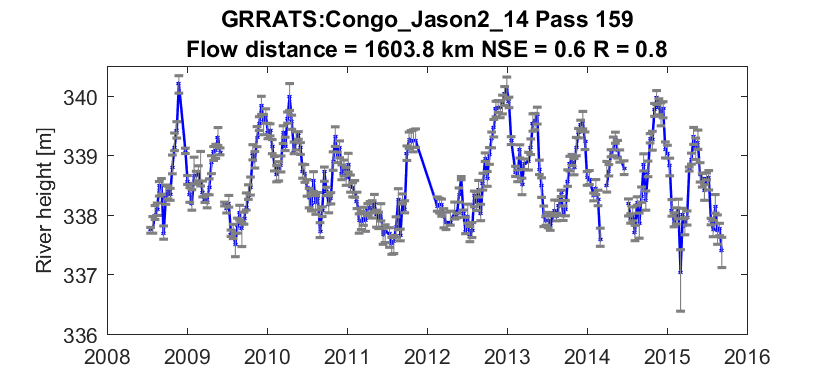 GRRATS:Congo_Jason2_14 Pass 159
Flow distance = 1603.8 km NSE = 0.6 R = 0.8
River height [m]
340
339
338
337
336
2008 2009 2010 2011 2012 2013 2014 2015 2016